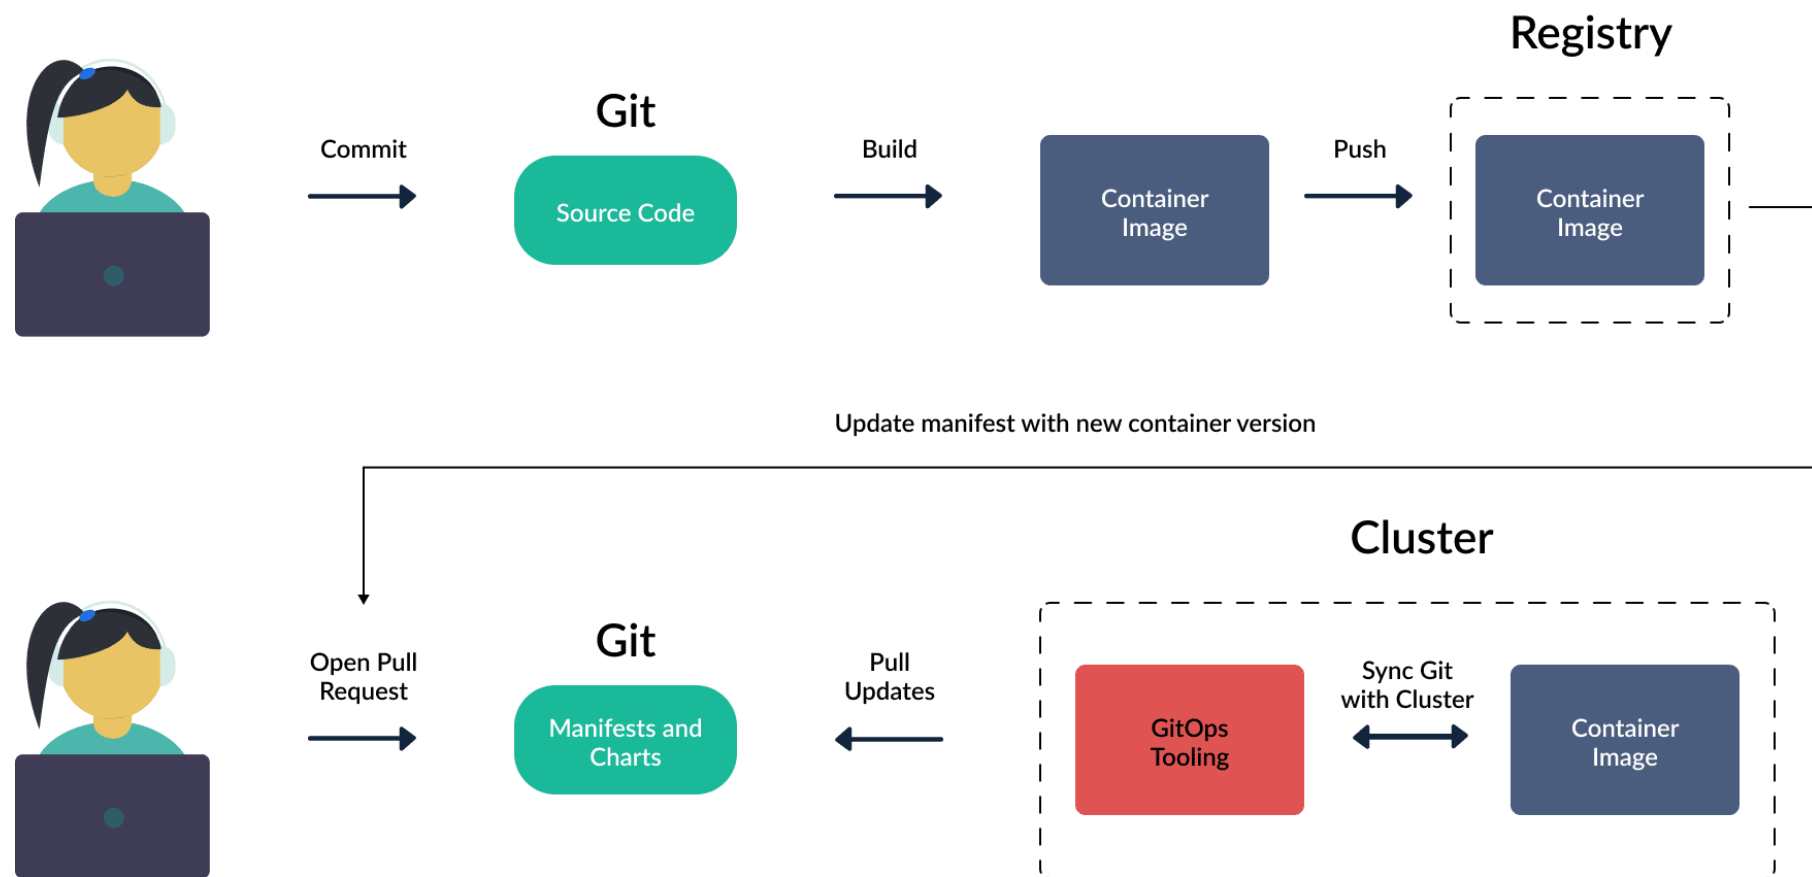 Registry
Git
Commit
Build
Push
Source Code
Container
Image
Container
Image
Update manifest with new container version
Cluster
Git
Open Pull
Request
Pull
Updates
Sync Git
with Cluster
Manifests and
Charts
GitOps
Tooling
Container
Image